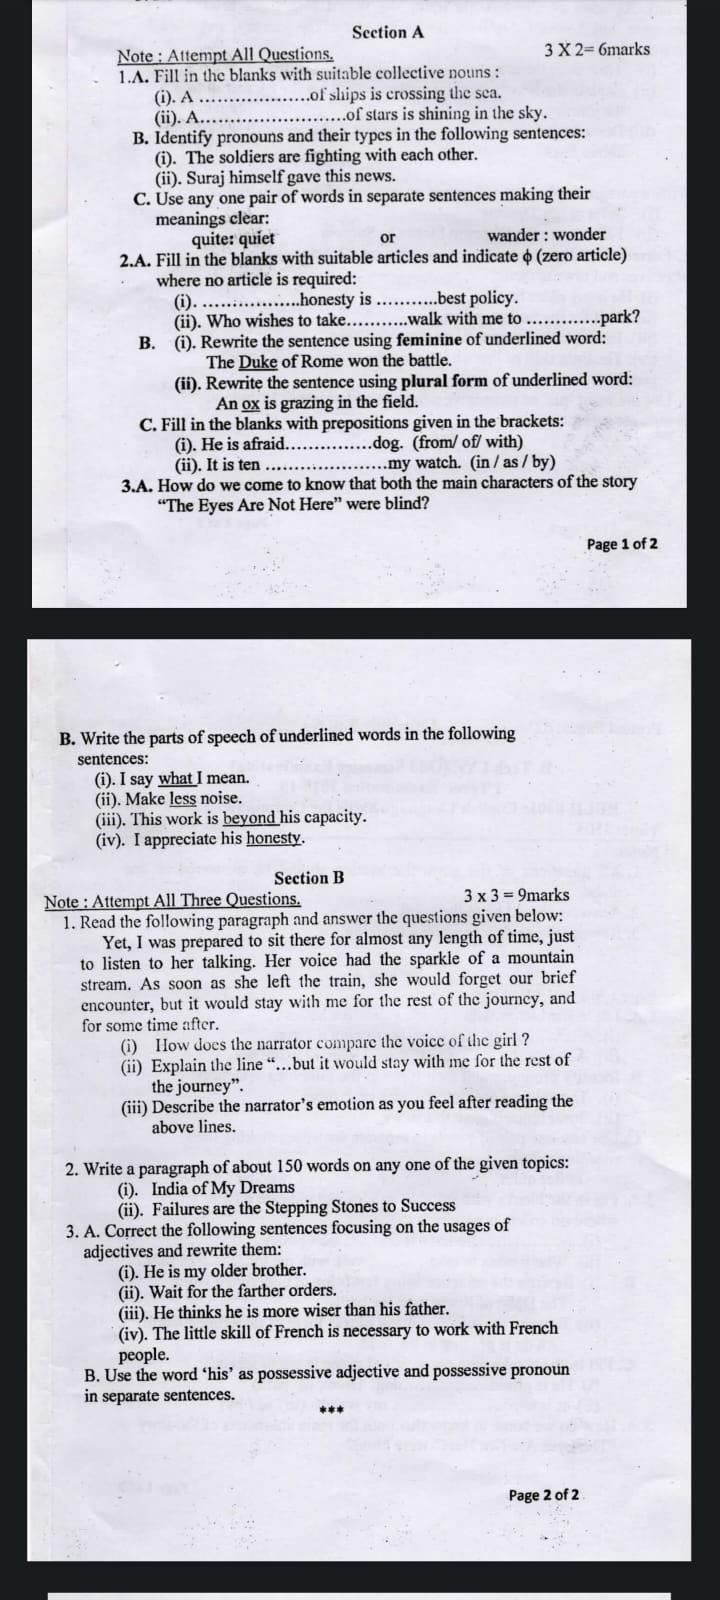 Section A
Note : Attempt All Questions. 3 X 2= 6marks
1.A. Fill in the blanks with suitable collective nouns :
(i). A ...................of ships is crossing the sea.
(ii). A.........................of stars is shining in the sky.
B. Identify pronouns and their types in the following sentences:
(i). The soldiers are fighting with each other.
(ii). Suraj himself gave this news.
C. Use any one pair of words in separate sentences making their
meanings clear:
quite: quiet or wander : wonder
2.A. Fill in the blanks with suitable articles and indicate ϕ (zero article)
where no article is required:
(i). .................honesty is ...........best policy.
(ii). Who wishes to take...........walk with me to .............park?
B. (i). Rewrite the sentence using feminine of underlined word:
The Duke of Rome won the battle.
(ii). Rewrite the sentence using plural form of underlined word:
An ox is grazing in the field.
C. Fill in the blanks with prepositions given in the brackets:
(i). He is afraid...............dog. (from/ of/ with)
(ii). It is ten .....................my watch. (in / as / by)
3.A. How do we come to know that both the main characters of the story
“The Eyes Are Not Here” were blind?
Page 1 of 2
B. Write the parts of speech of underlined words in the following
sentences:
(i). I say what I mean.
(ii). Make less noise.
(iii). This work is beyond his capacity.
(iv). I appreciate his honesty.
Section B
Note : Attempt All Three Questions. 3 x 3 = 9marks
1. Read the following paragraph and answer the questions given below:
Yet, I was prepared to sit there for almost any length of time, just
to listen to her talking. Her voice had the sparkle of a mountain
stream. As soon as she left the train, she would forget our brief
encounter, but it would stay with me for the rest of the journey, and
for some time after.
(i) How does the narrator compare the voice of the girl ?
(ii) Explain the line “...but it would stay with me for the rest of
the journey”.
(iii) Describe the narrator’s emotion as you feel after reading the
above lines.
2. Write a paragraph of about 150 words on any one of the given topics:
(i). India of My Dreams
(ii). Failures are the Stepping Stones to Success
3. A. Correct the following sentences focusing on the usages of
adjectives and rewrite them:
(i). He is my older brother.
(ii). Wait for the farther orders.
(iii). He thinks he is more wiser than his father.
(iv). The little skill of French is necessary to work with French
people.
B. Use the word ‘his’ as possessive adjective and possessive pronoun
in separate sentences.
***
Page 2 of 2